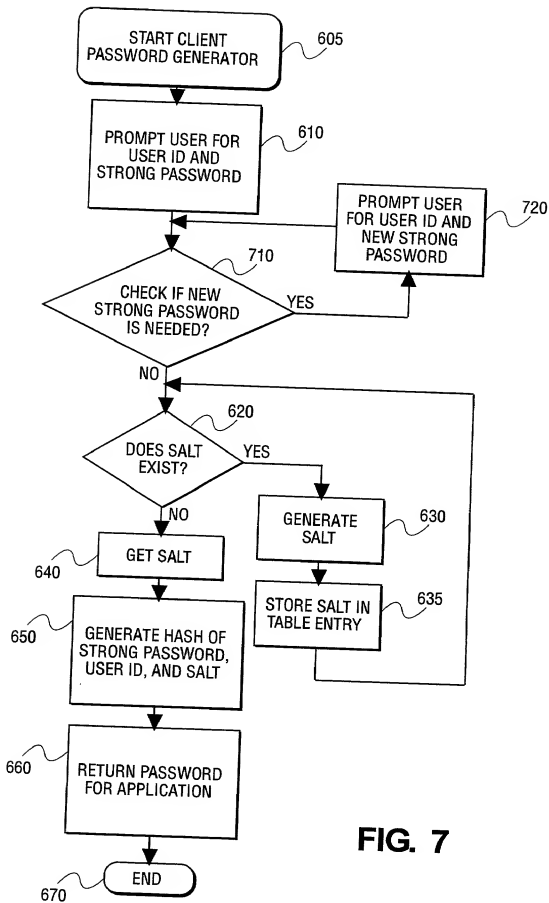 START CLIENT
PASSWORD GENERATOR
605
PROMPT USER FOR
USER ID AND
STRONG PASSWORD
610
PROMPT USER
FOR USER ID AND
NEW STRONG
PASSWORD
720
710
CHECK IF NEW
STRONG PASSWORD
IS NEEDED?
YES
NO
620
DOES SALT
EXIST?
YES
NO
GENERATE
SALT
630
GET SALT
640
STORE SALT IN
TABLE ENTRY
635
GENERATE HASH OF
STRONG PASSWORD,
USER ID, AND SALT
650
RETURN PASSWORD
FOR APPLICATION
660
END
670
FIG. 7